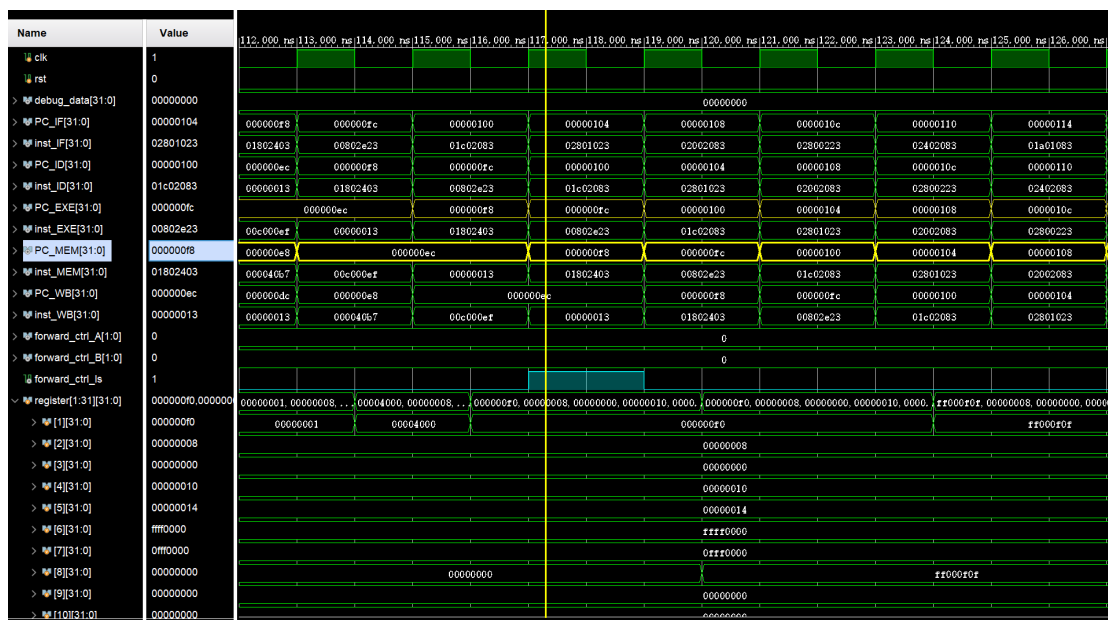 Name Value 112.000 ns 113.000 ns 114.000 ns 115.000 ns 116.000 ns 117.000 ns 118.000 ns 119.000 ns 120.000 ns 121.000 ns 122.000 ns 123.000 ns 124.000 ns 125.000 ns 126.000 ns
clk 1
rst 0
debug_data[31:0] 00000000 00000000
PC_IF[31:0] 00000104 000000f8 000000fc 00000100 00000104 00000108 0000010c 00000110 00000114
inst_IF[31:0] 02801023 01802403 00802e23 01c02083 02801023 02002083 02800223 02402083 01a01083
PC_ID[31:0] 00000100 000000ec 000000f8 000000fc 00000100 00000104 00000108 0000010c 00000110
inst_ID[31:0] 01c02083 00000013 01802403 00802e23 01c02083 02801023 02002083 02800223 02402083
PC_EXE[31:0] 000000fc 000000ec 000000f8 000000fc 00000100 00000104 00000108 0000010c
inst_EXE[31:0] 00802e23 00c000ef 00000013 01802403 00802e23 01c02083 02801023 02002083 02800223
PC_MEM[31:0] 000000f8 000000e8 000000ec 000000f8 000000fc 00000100 00000104 00000108
inst_MEM[31:0] 01802403 000040b7 00c000ef 00000013 01802403 00802e23 01c02083 02801023 02002083
PC_WB[31:0] 000000ec 000000dc 000000e8 000000ec 000000f8 000000fc 00000100 00000104
inst_WB[31:0] 00000013 00000013 000040b7 00c000ef 00000013 01802403 00802e23 01c02083 02801023
forward_ctrl_A[1:0] 0 0
forward_ctrl_B[1:0] 0 0
forward_ctrl_ls 1
register[1:31][31:0] 000000f0,0000000 00000001, 00000008, ... 00004000, 00000008, ... 000000f0, 00000008, 00000000, 00000010, 0000. 000000f0, 00000008, 00000000, 00000010, 0000. ff000f0f, 00000008, 00000000, 0000
[1][31:0] 000000f0 00000001 00004000 000000f0 ff000f0f
[2][31:0] 00000008 00000008
[3][31:0] 00000000 00000000
[4][31:0] 00000010 00000010
[5][31:0] 00000014 00000014
[6][31:0] ffff0000 ffff0000
[7][31:0] 0fff0000 0fff0000
[8][31:0] 00000000 00000000 ff000f0f
[9][31:0] 00000000 00000000
[10][31:0] 00000000 00000000